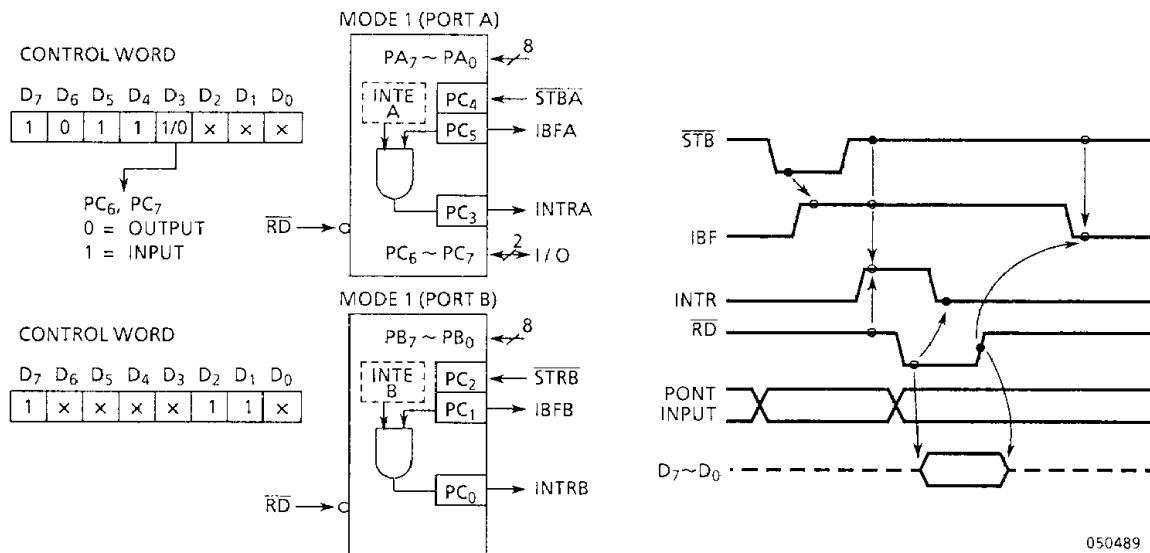 MODE 1 (PORT A)
CONTROL WORD
D7 D6 D5 D4 D3 D2 D1 D0
1 0 1 1 1/0 × × ×
PC6, PC7
0 = OUTPUT
1 = INPUT
PA7 ~ PA0
8
INTE
A
PC4
STBA
PC5
IBFA
PC3
INTRA
RD
PC6 ~ PC7
2
I/O
MODE 1 (PORT B)
CONTROL WORD
D7 D6 D5 D4 D3 D2 D1 D0
1 × × × × 1 1 ×
PB7 ~ PB0
8
INTE
B
PC2
STRB
PC1
IBFB
PC0
INTRB
RD
STB
IBF
INTR
RD
PONT
INPUT
D7~D0
050489